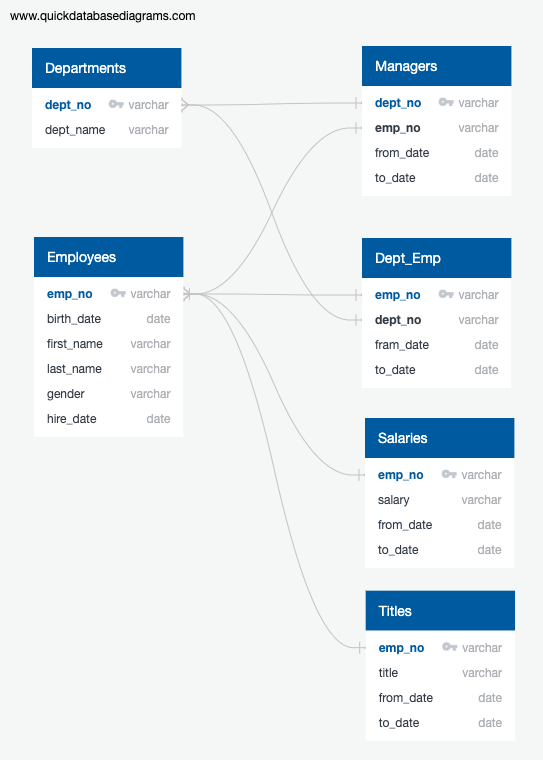 www.quickdatabasediagrams.com
Departments
dept_no varchar
dept_name varchar
Employees
emp_no varchar
birth_date date
first_name varchar
last_name varchar
gender varchar
hire_date date
Managers
dept_no varchar
emp_no varchar
from_date date
to_date date
Dept_Emp
emp_no varchar
dept_no varchar
fram_date date
to_date date
Salaries
emp_no varchar
salary varchar
from_date date
to_date date
Titles
emp_no varchar
title varchar
from_date date
to_date date